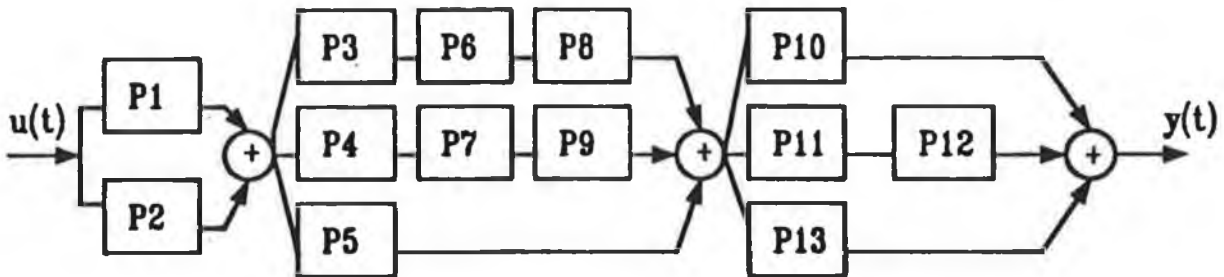 P3 P6 P8 P10
P1
u(t) y(t)
+ P4 P7 P9 + P11 P12 +
P2
P5 P13